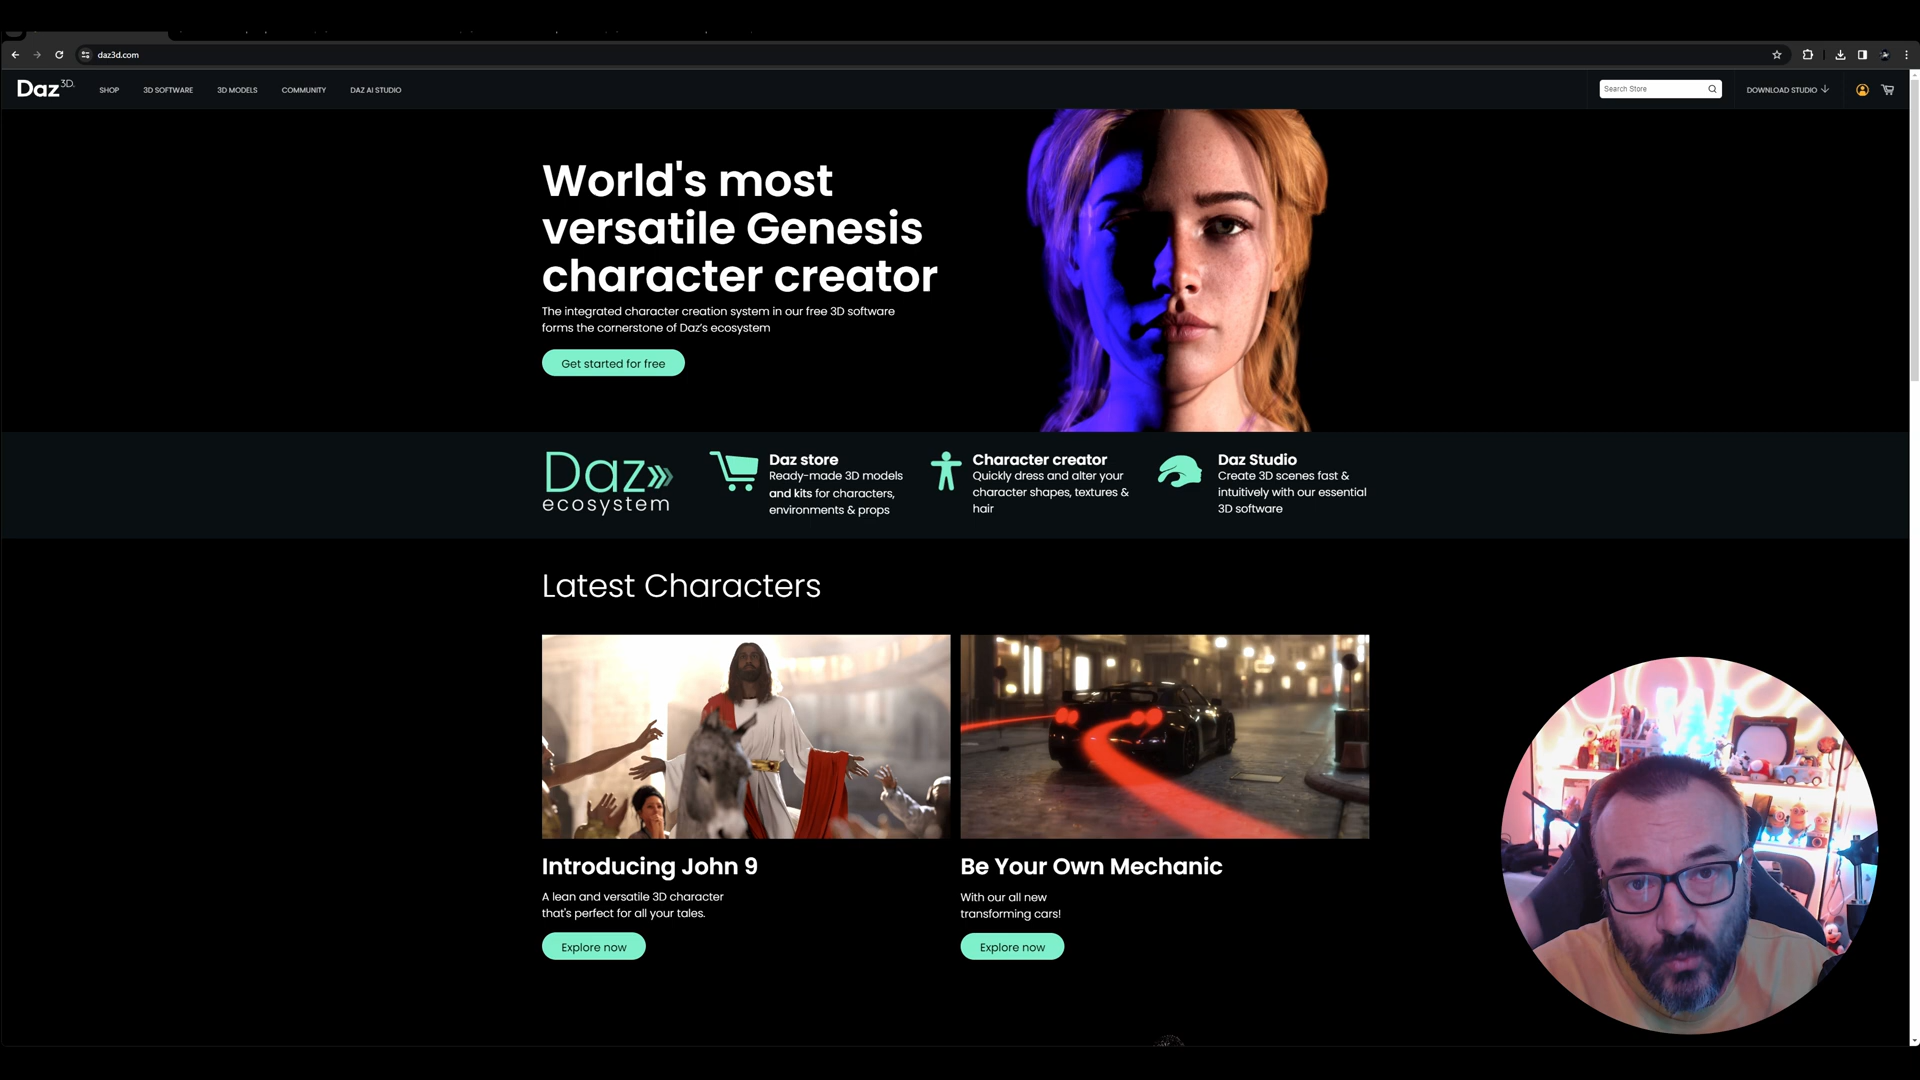 daz3d.com
Daz 3D.
SHOP
3D SOFTWARE
3D MODELS
COMMUNITY
DAZ AI STUDIO
Search Store
DOWNLOAD STUDIO
World's most
versatile Genesis
character creator
The integrated character creation system in our free 3D software
forms the cornerstone of Daz's ecosystem
Get started for free
Daz
ecosystem
Daz store
Ready-made 3D models
and kits for characters,
environments & props
Character creator
Quickly dress and alter your
character shapes, textures &
hair
Daz Studio
Create 3D scenes fast &
intuitively with our essential
3D software
Latest Characters
Introducing John 9
A lean and versatile 3D character
that's perfect for all your tales.
Explore now
Be Your Own Mechanic
With our all new
transforming cars!
Explore now